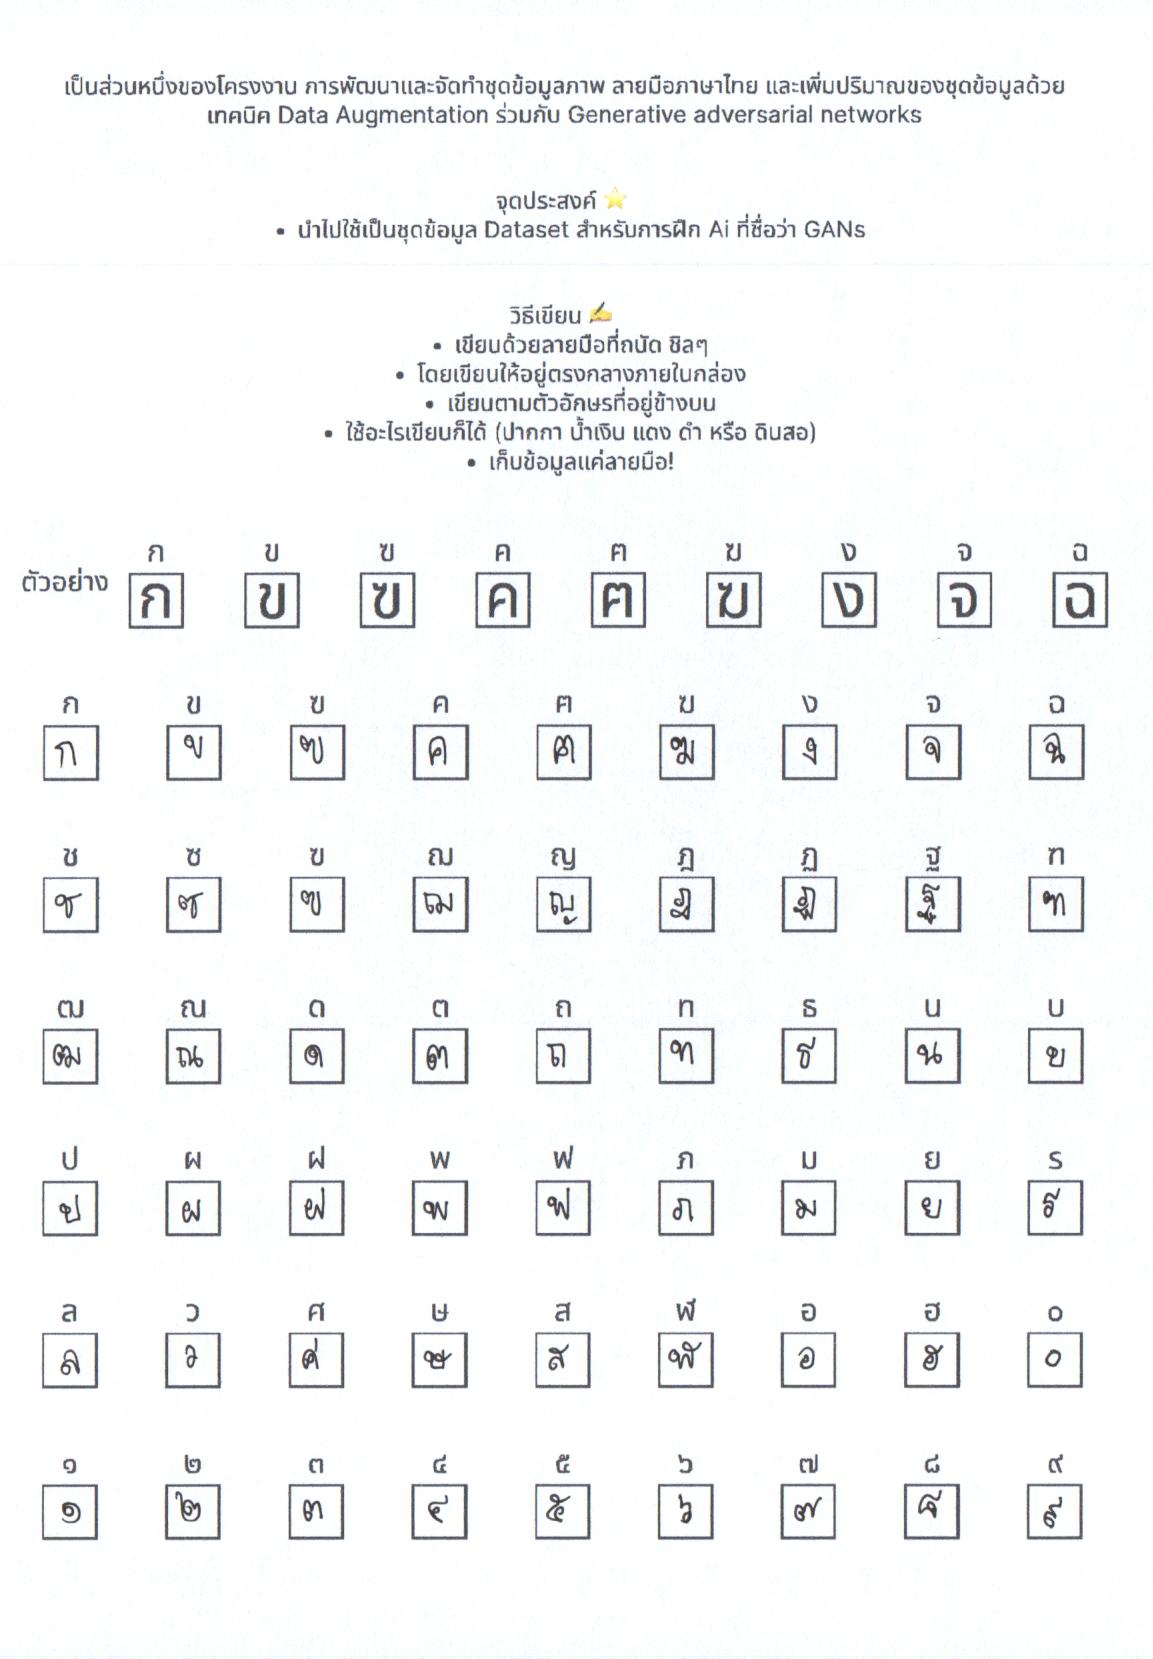 เป็นส่วนหนึ่งของโครงงาน การพัฒนาและจัดทำชุดข้อมูลภาพ ลายมือภาษาไทย และเพิ่มปริมาณของชุดข้อมูลด้วย
เทคนิค Data Augmentation ร่วมกับ Generative adversarial networks
จุดประสงค์ ⭐
• นำไปใช้เป็นชุดข้อมูล Dataset สำหรับการฝึก Ai ที่ชื่อว่า GANs
วิธีเขียน ✍️
• เขียนด้วยลายมือที่ถนัด ชิลๆ
• โดยเขียนให้อยู่ตรงกลางภายในกล่อง
• เขียนตามตัวอักษรที่อยู่ข้างบน
• ใช้อะไรเขียนก็ได้ (ปากกา น้ำเงิน แดง ดำ หรือ ดินสอ)
• เก็บข้อมูลแค่ลายมือ!
ก ข ฃ ค ฅ ฆ ง จ ฉ
ตัวอย่าง ก ข ฃ ค ฅ ฆ ง จ ฉ
ก ข ฃ ค ฅ ฆ ง จ ฉ
ก ข ฃ ค ฅ ฆ ง จ ฉ
ช ซ ฃ ฌ ญ ฎ ฏ ฐ ฑ
ช ซ ฃ ฌ ญ ฎ ฏ ฐ ฑ
ฒ ณ ด ต ถ ท ธ น บ
ฒ ณ ด ต ถ ท ธ น บ
ป ผ ฝ พ ฟ ภ ม ย ร
ป ผ ฝ พ ฟ ภ ม ย ร
ล ว ศ ษ ส ฬ อ ฮ ๐
ล ว ศ ษ ส ฬ อ ฮ ๐
๑ ๒ ๓ ๔ ๕ ๖ ๗ ๘ ๙
๑ ๒ ๓ ๔ ๕ ๖ ๗ ๘ ๙